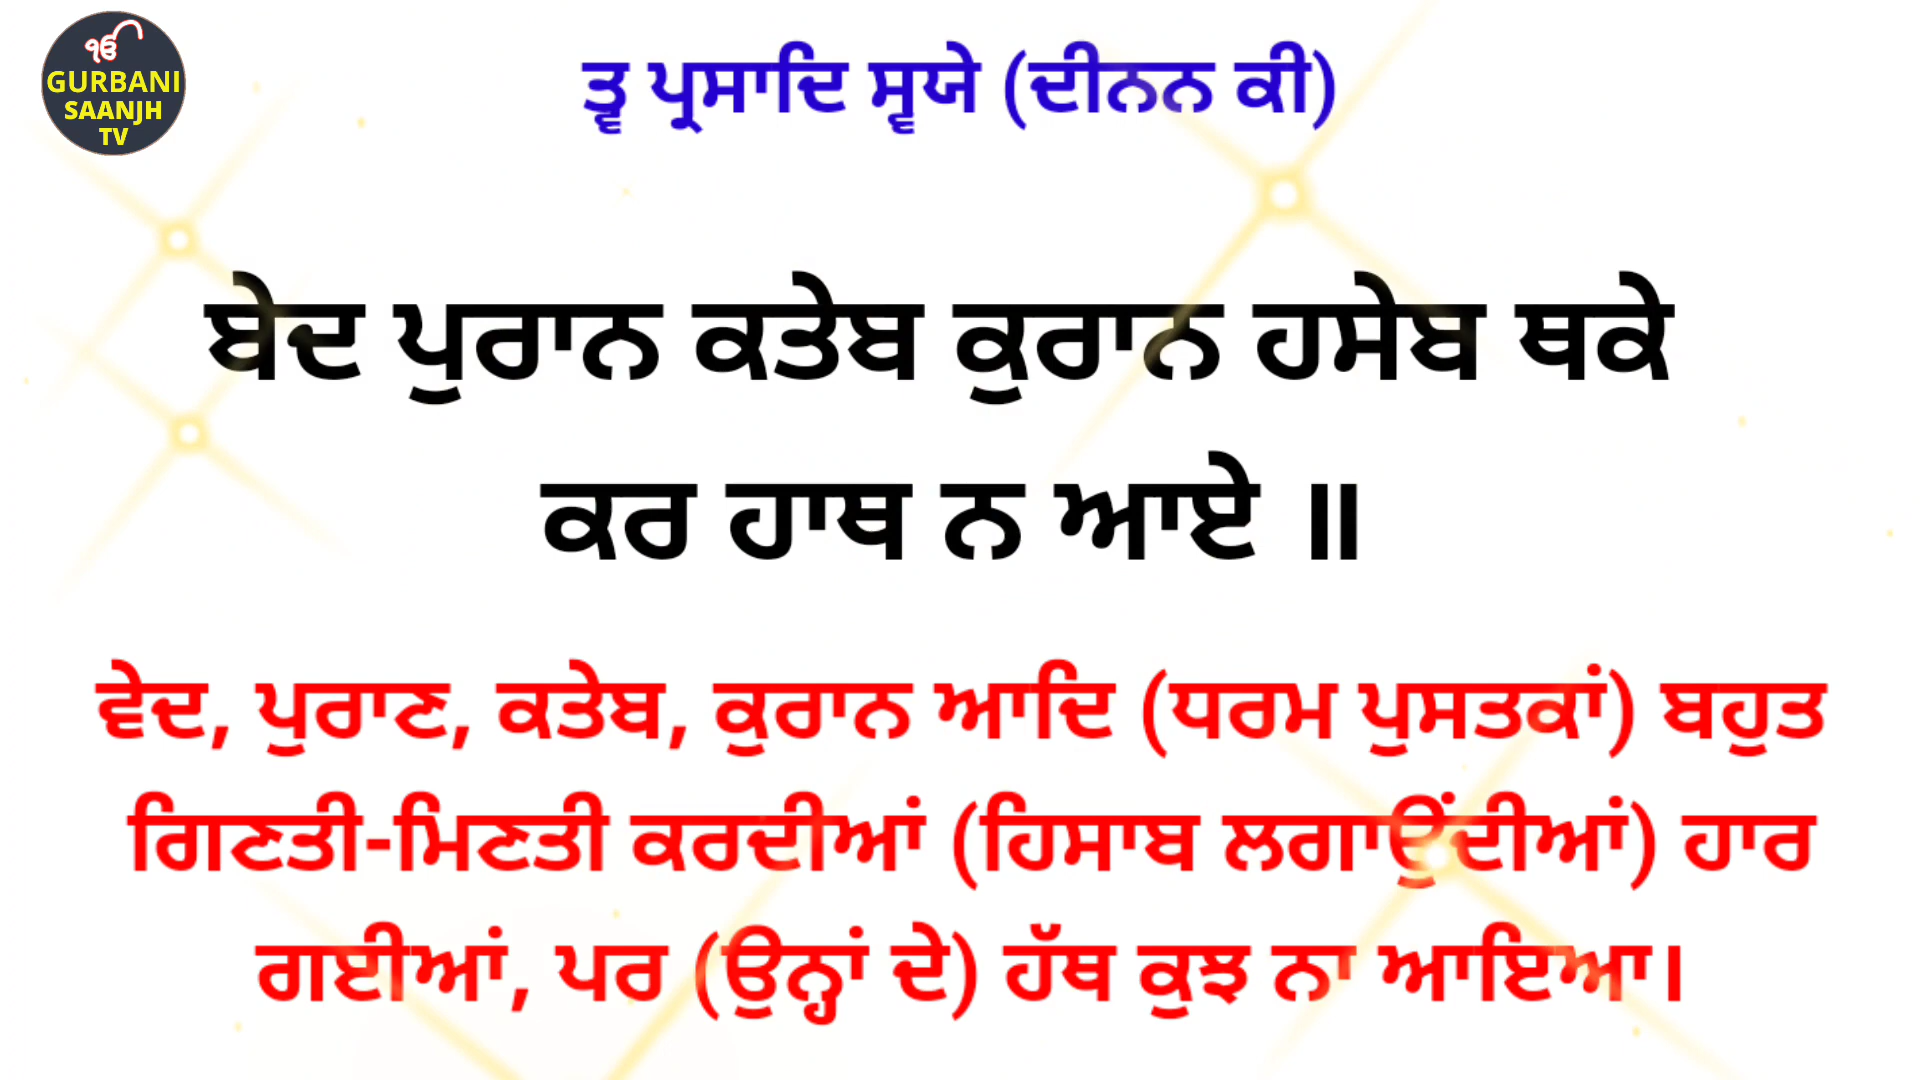 ੴ
GURBANI
SAANJH
TV
ਤ੍ਵ ਪ੍ਰਸਾਦਿ ਸ੍ਵਯੇ (ਦੀਨਨ ਕੀ)
ਬੇਦ ਪੁਰਾਨ ਕਤੇਬ ਕੁਰਾਨ ਹਸੇਬ ਥਕੇ
ਕਰ ਹਾਥ ਨ ਆਏ ॥
ਵੇਦ, ਪੁਰਾਣ, ਕਤੇਬ, ਕੁਰਾਨ ਆਦਿ (ਧਰਮ ਪੁਸਤਕਾਂ) ਬਹੁਤ
ਗਿਣਤੀ-ਮਿਣਤੀ ਕਰਦੀਆਂ (ਹਿਸਾਬ ਲਗਾਉਂਦੀਆਂ) ਹਾਰ
ਗਈਆਂ, ਪਰ (ਉਨ੍ਹਾਂ ਦੇ) ਹੱਥ ਕੁਝ ਨਾ ਆਇਆ।